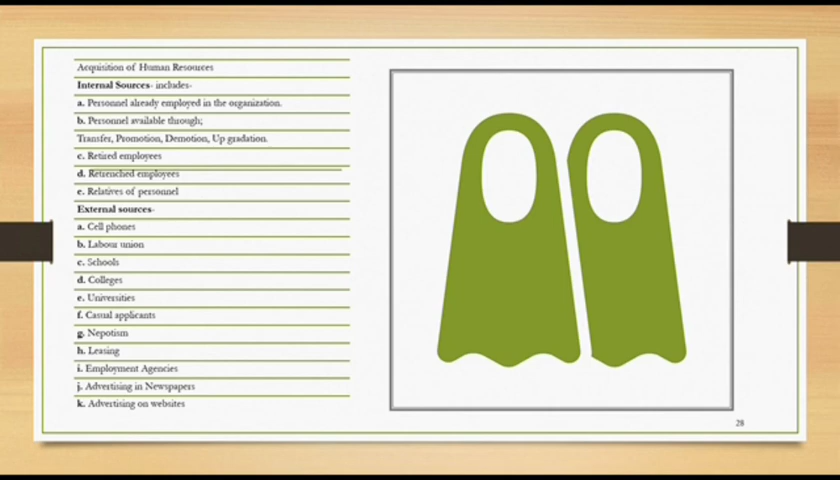 Acquisition of Human Resources
Internal Sources- includes-
a. Personnel already employed in the organization.
b. Personnel available through;
Transfer, Promotion, Demotion, Up gradation.
c. Retired employees
d. Retrenched employees
e. Relatives of personnel
External sources-
a. Cell phones
b. Labour union
c. Schools
d. Colleges
e. Universities
f. Casual applicants
g. Nepotism
h. Leasing
i. Employment Agencies
j. Advertising in Newspapers
k. Advertising on websites
28